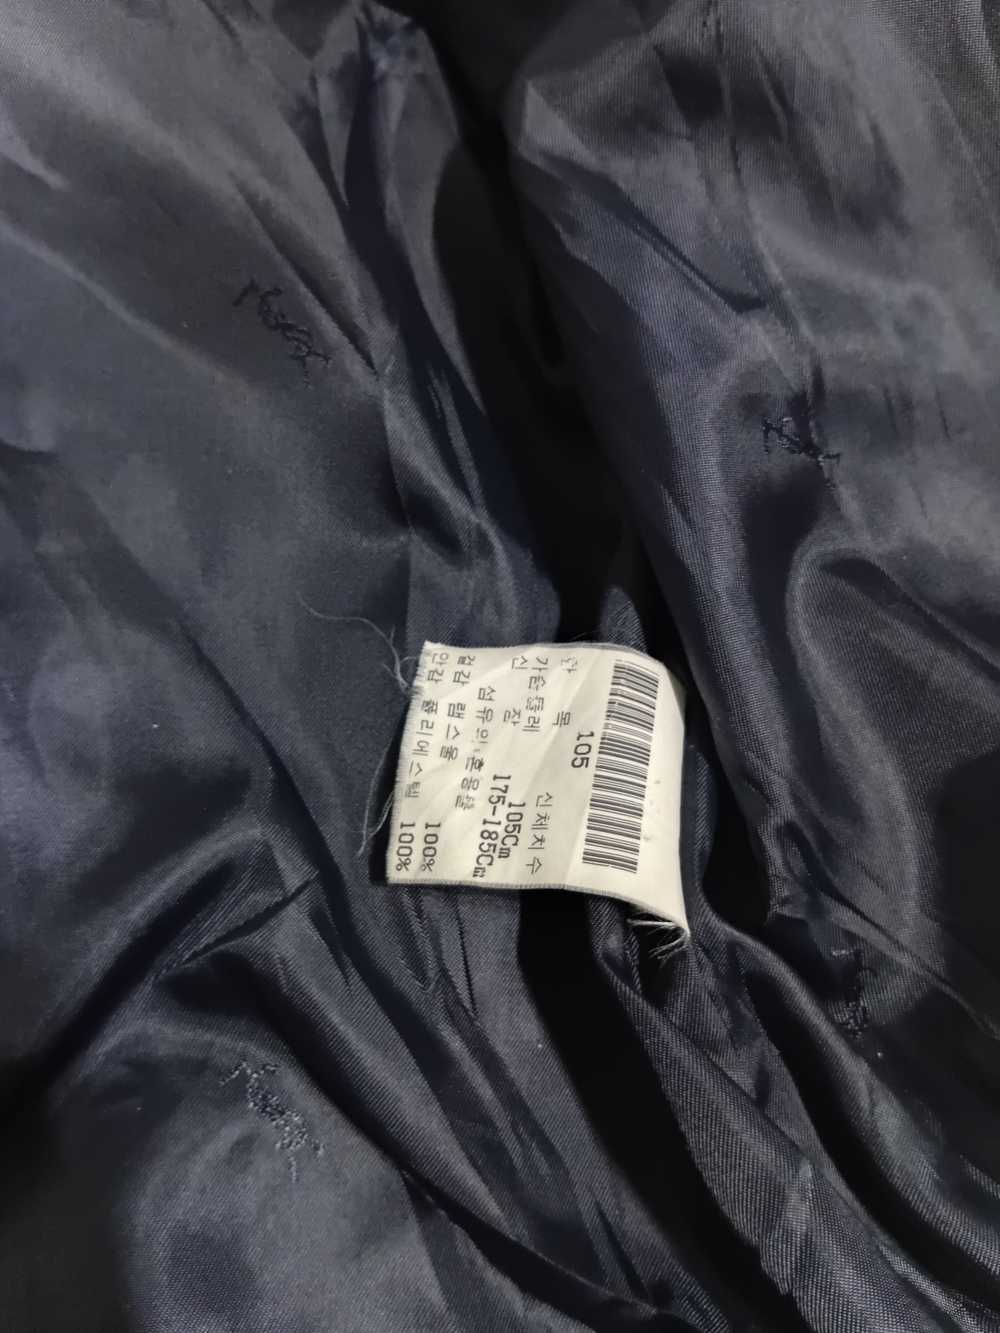 105
신체치수
가슴둘레 105Cm
신 장 175-185Cm
섬유의 혼용율
겉감 램스울 100%
안감 폴리에스텔 100%